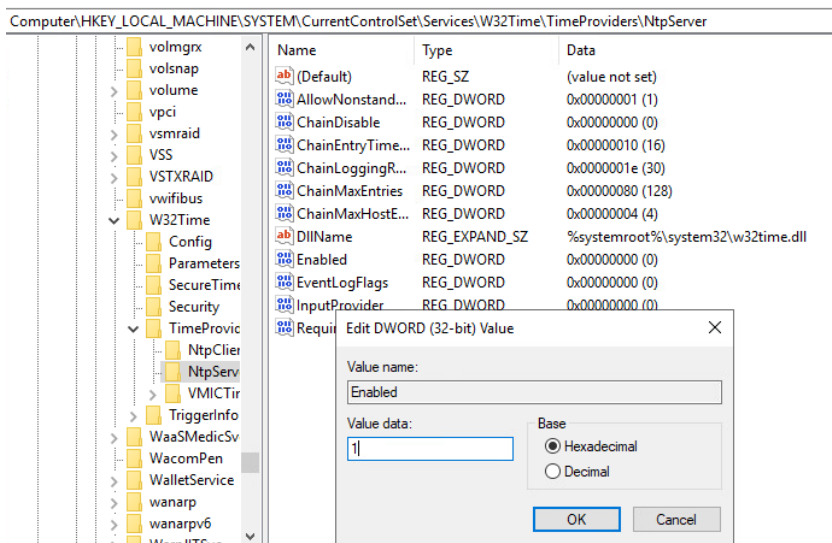 Computer\HKEY_LOCAL_MACHINE\SYSTEM\CurrentControlSet\Services\W32Time\TimeProviders\NtpServer
volmgrx
volsnap
volume
vpci
vsmraid
VSS
VSTXRAID
vwifibus
W32Time
Config
Parameters
SecureTime
Security
TimeProvic
NtpClier
NtpServ
VMICTir
TriggerInfo
WaaSMedicSv
WacomPen
WalletService
wanarp
wanarpv6
Name Type Data
ab (Default) REG_SZ (value not set)
AllowNonstand... REG_DWORD 0x00000001 (1)
ChainDisable REG_DWORD 0x00000000 (0)
ChainEntryTime... REG_DWORD 0x00000010 (16)
ChainLoggingR... REG_DWORD 0x0000001e (30)
ChainMaxEntries REG_DWORD 0x00000080 (128)
ChainMaxHostE... REG_DWORD 0x00000004 (4)
ab DllName REG_EXPAND_SZ %systemroot%\system32\w32time.dll
Enabled REG_DWORD 0x00000000 (0)
EventLogFlags REG_DWORD 0x00000000 (0)
InputProvider REG_DWORD 0x00000000 (0)
Requir
Edit DWORD (32-bit) Value
Value name:
Enabled
Value data:
1
Base
Hexadecimal
Decimal
OK Cancel